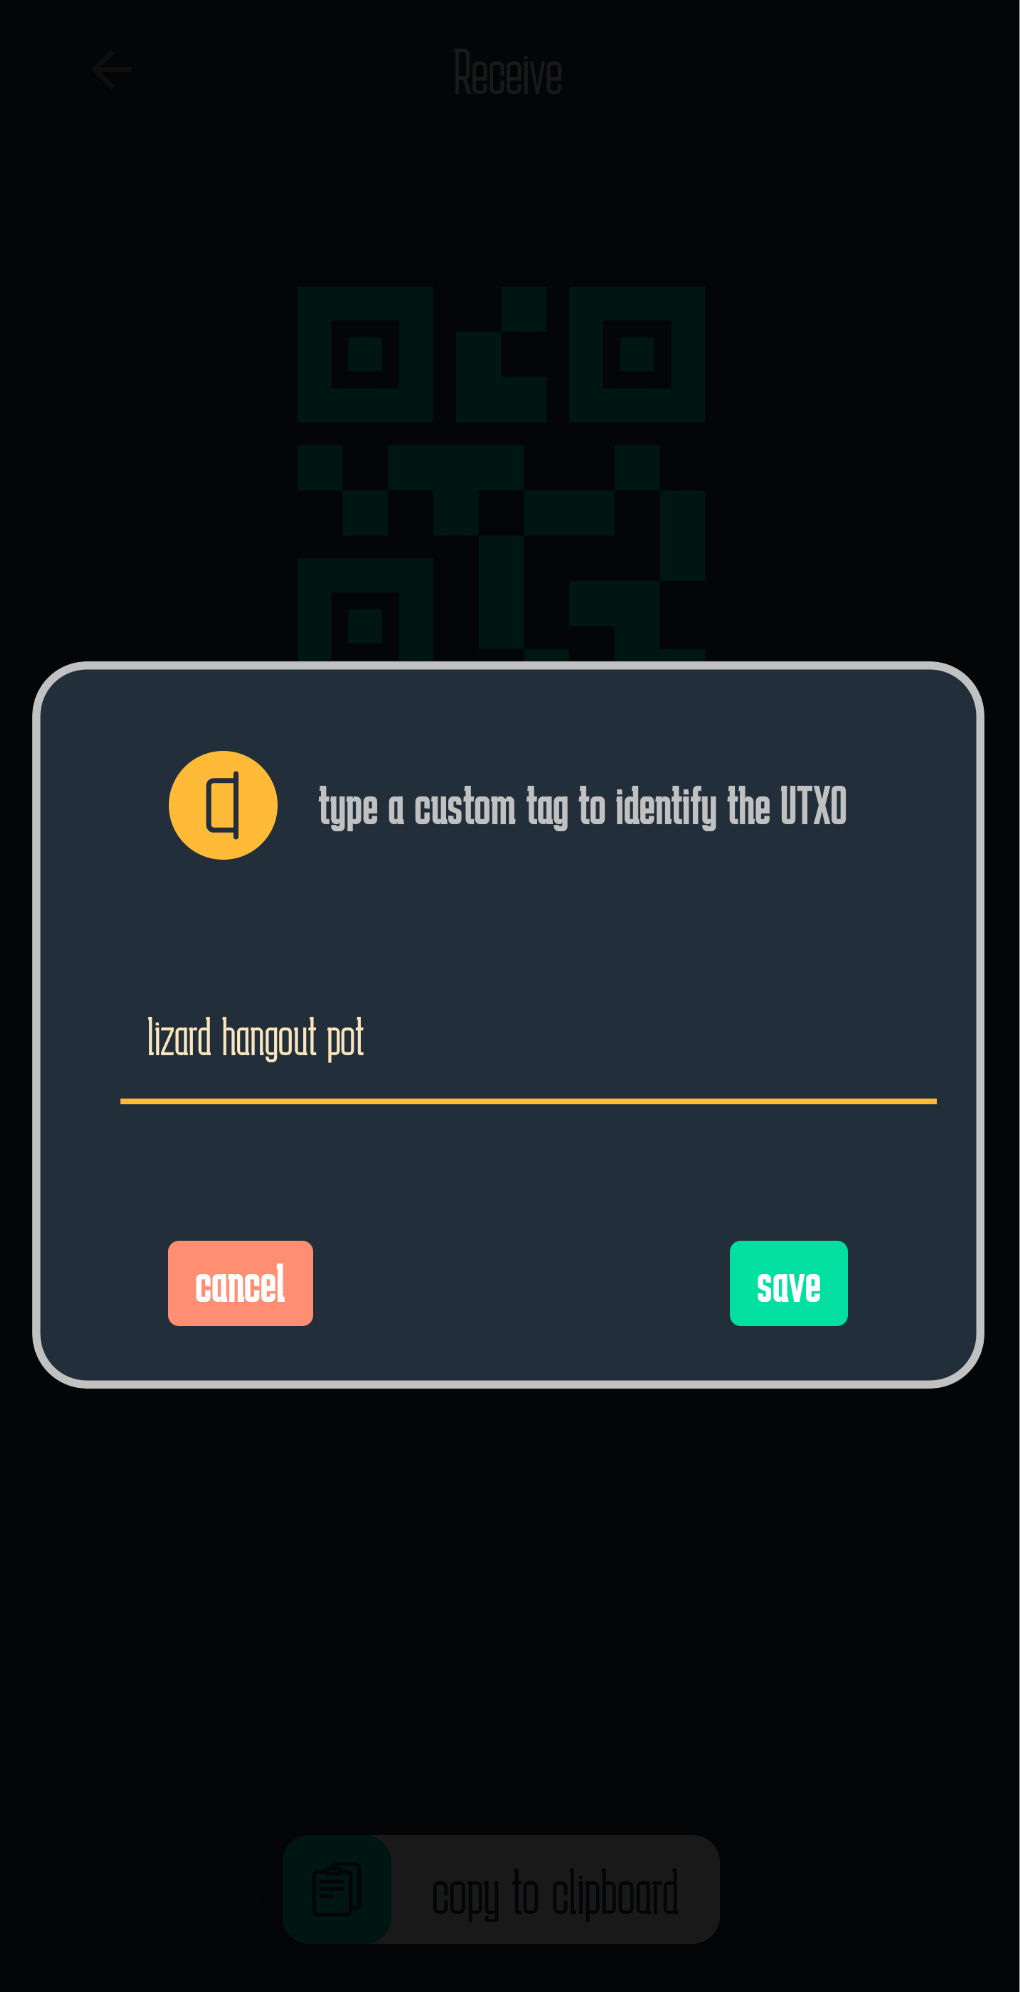 Receive
type a custom tag to identify the UTXO
lizard hangout pot
cancel
save
copy to clipboard